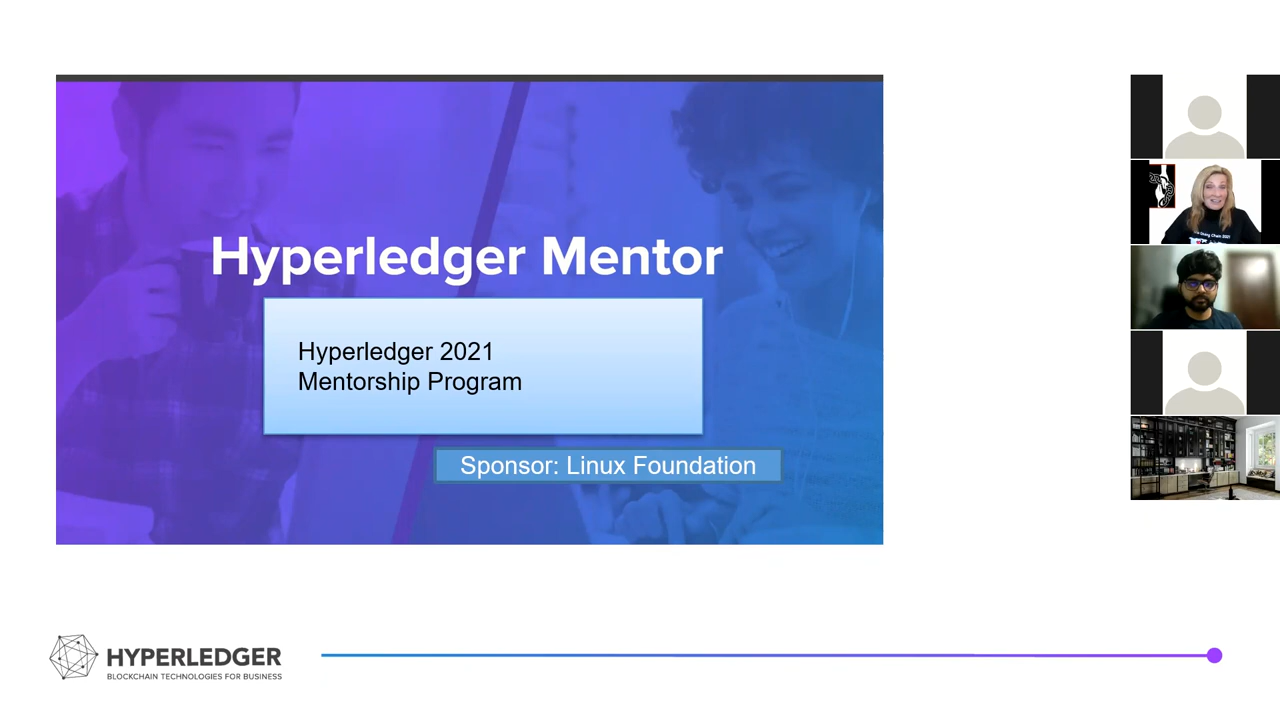 Hyperledger Mentor
Hyperledger 2021
Mentorship Program
Sponsor: Linux Foundation
HYPERLEDGER
BLOCKCHAIN TECHNOLOGIES FOR BUSINESS